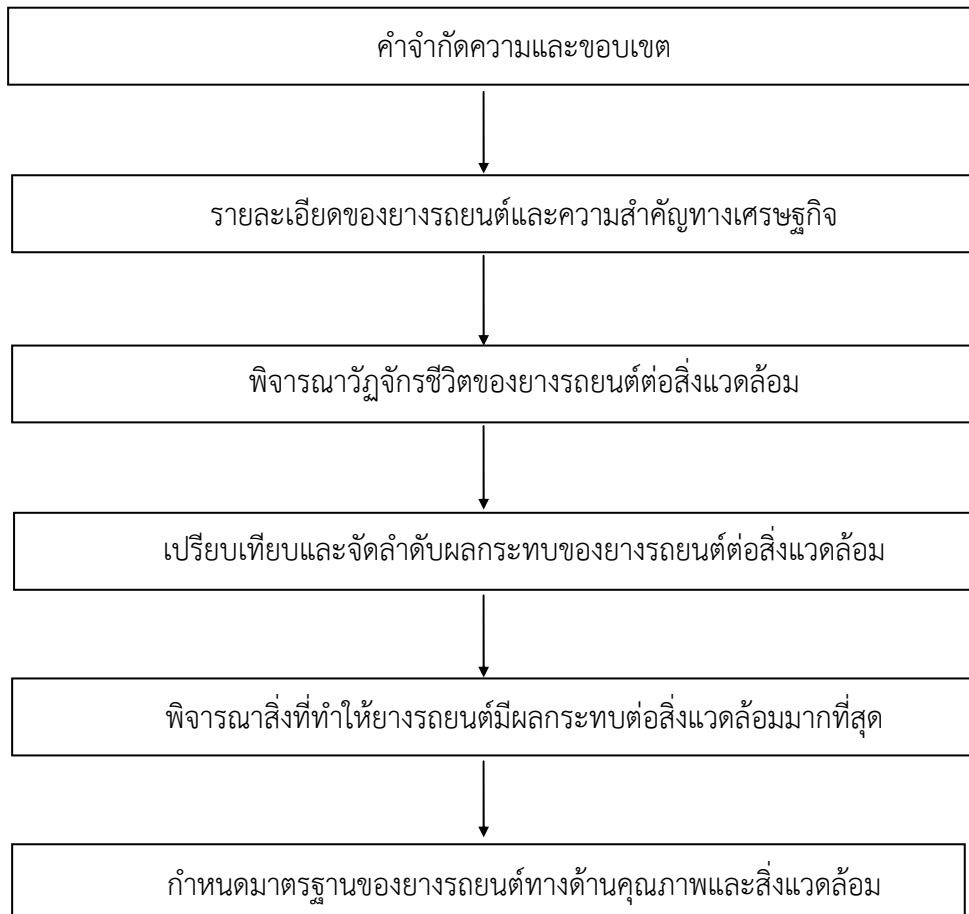 คำจำกัดความและขอบเขต
รายละเอียดของยางรถยนต์และความสำคัญทางเศรษฐกิจ
พิจารณาวัฏจักรชีวิตของยางรถยนต์ต่อสิ่งแวดล้อม
เปรียบเทียบและจัดลำดับผลกระทบของยางรถยนต์ต่อสิ่งแวดล้อม
พิจารณาสิ่งที่ทำให้ยางรถยนต์มีผลกระทบต่อสิ่งแวดล้อมมากที่สุด
กำหนดมาตรฐานของยางรถยนต์ทางด้านคุณภาพและสิ่งแวดล้อม